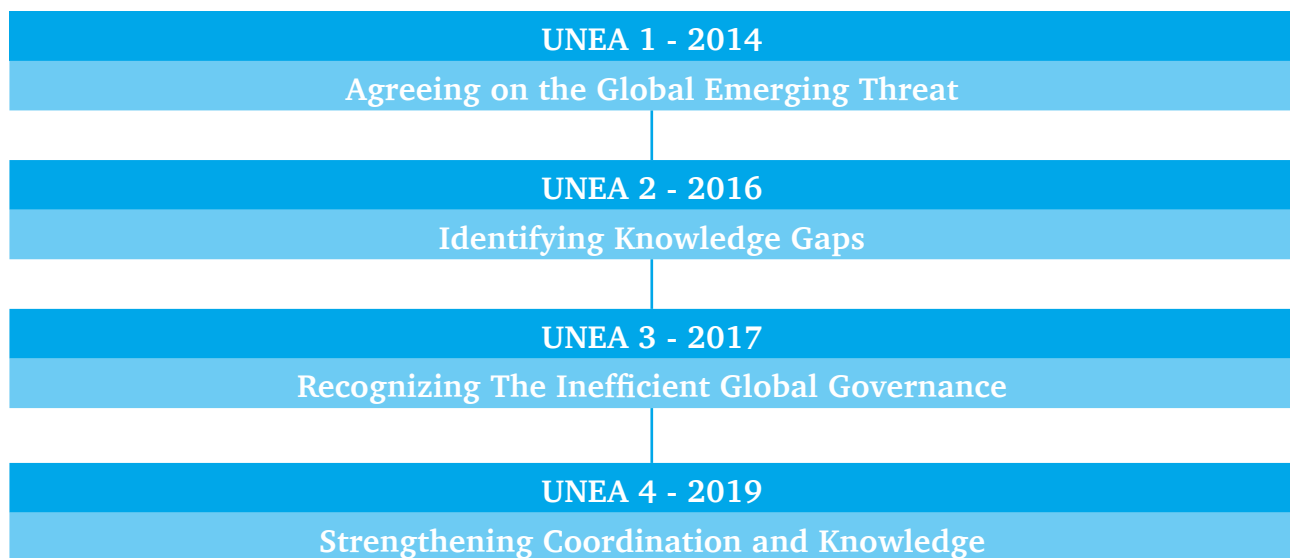 UNEA 1 - 2014
Agreeing on the Global Emerging Threat
UNEA 2 - 2016
Identifying Knowledge Gaps
UNEA 3 - 2017
Recognizing The Inefficient Global Governance
UNEA 4 - 2019
Strengthening Coordination and Knowledge